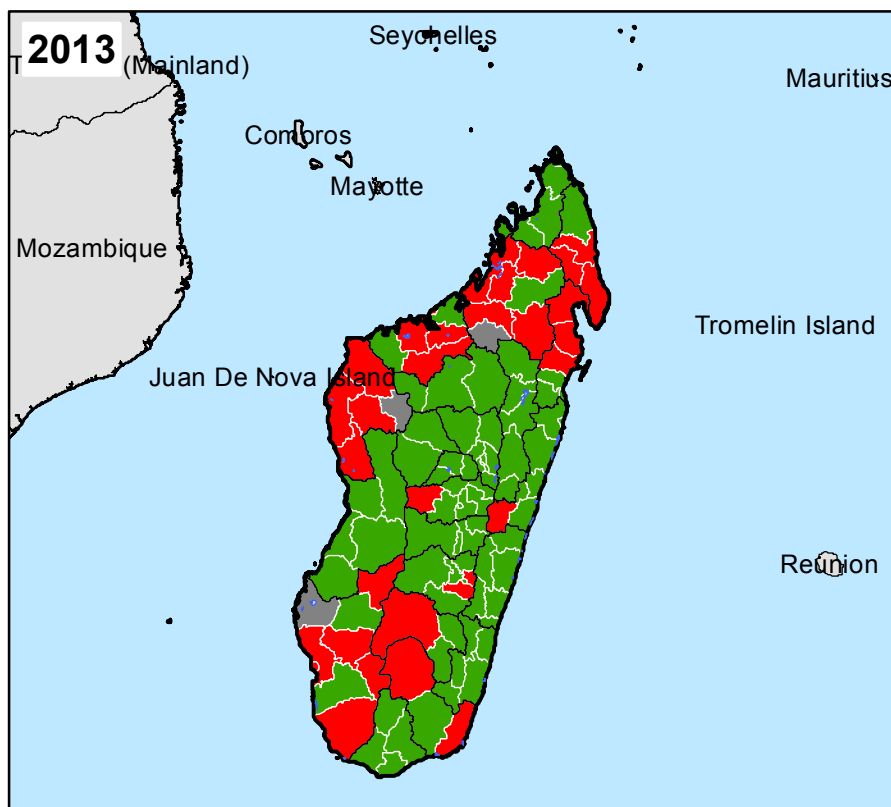 Seychelles
2013
T (Mainland)
Mauritius
Comoros
Mayotte
Mozambique
Tromelin Island
Juan De Nova Island
Reunion